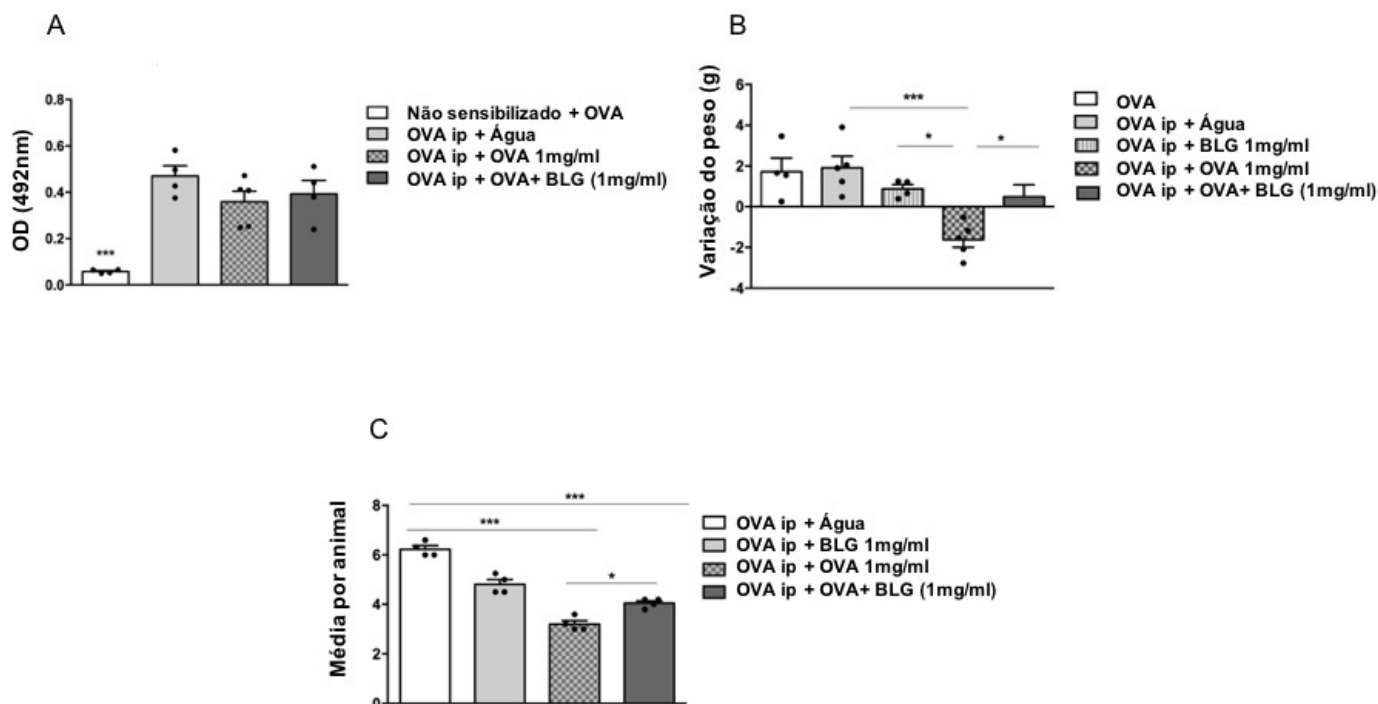 A
OD (492nm)
0.8
0.6
0.4
0.2
0.0
***
Não sensibilizado + OVA
OVA ip + Água
OVA ip + OVA 1mg/ml
OVA ip + OVA+ BLG (1mg/ml)
B
Variação do peso (g)
6
4
2
0
-2
-4
***
*
*
OVA
OVA ip + Água
OVA ip + BLG 1mg/ml
OVA ip + OVA 1mg/ml
OVA ip + OVA+ BLG (1mg/ml)
C
Média por animal
8
6
4
2
0
***
***
*
OVA ip + Água
OVA ip + BLG 1mg/ml
OVA ip + OVA 1mg/ml
OVA ip + OVA+ BLG (1mg/ml)